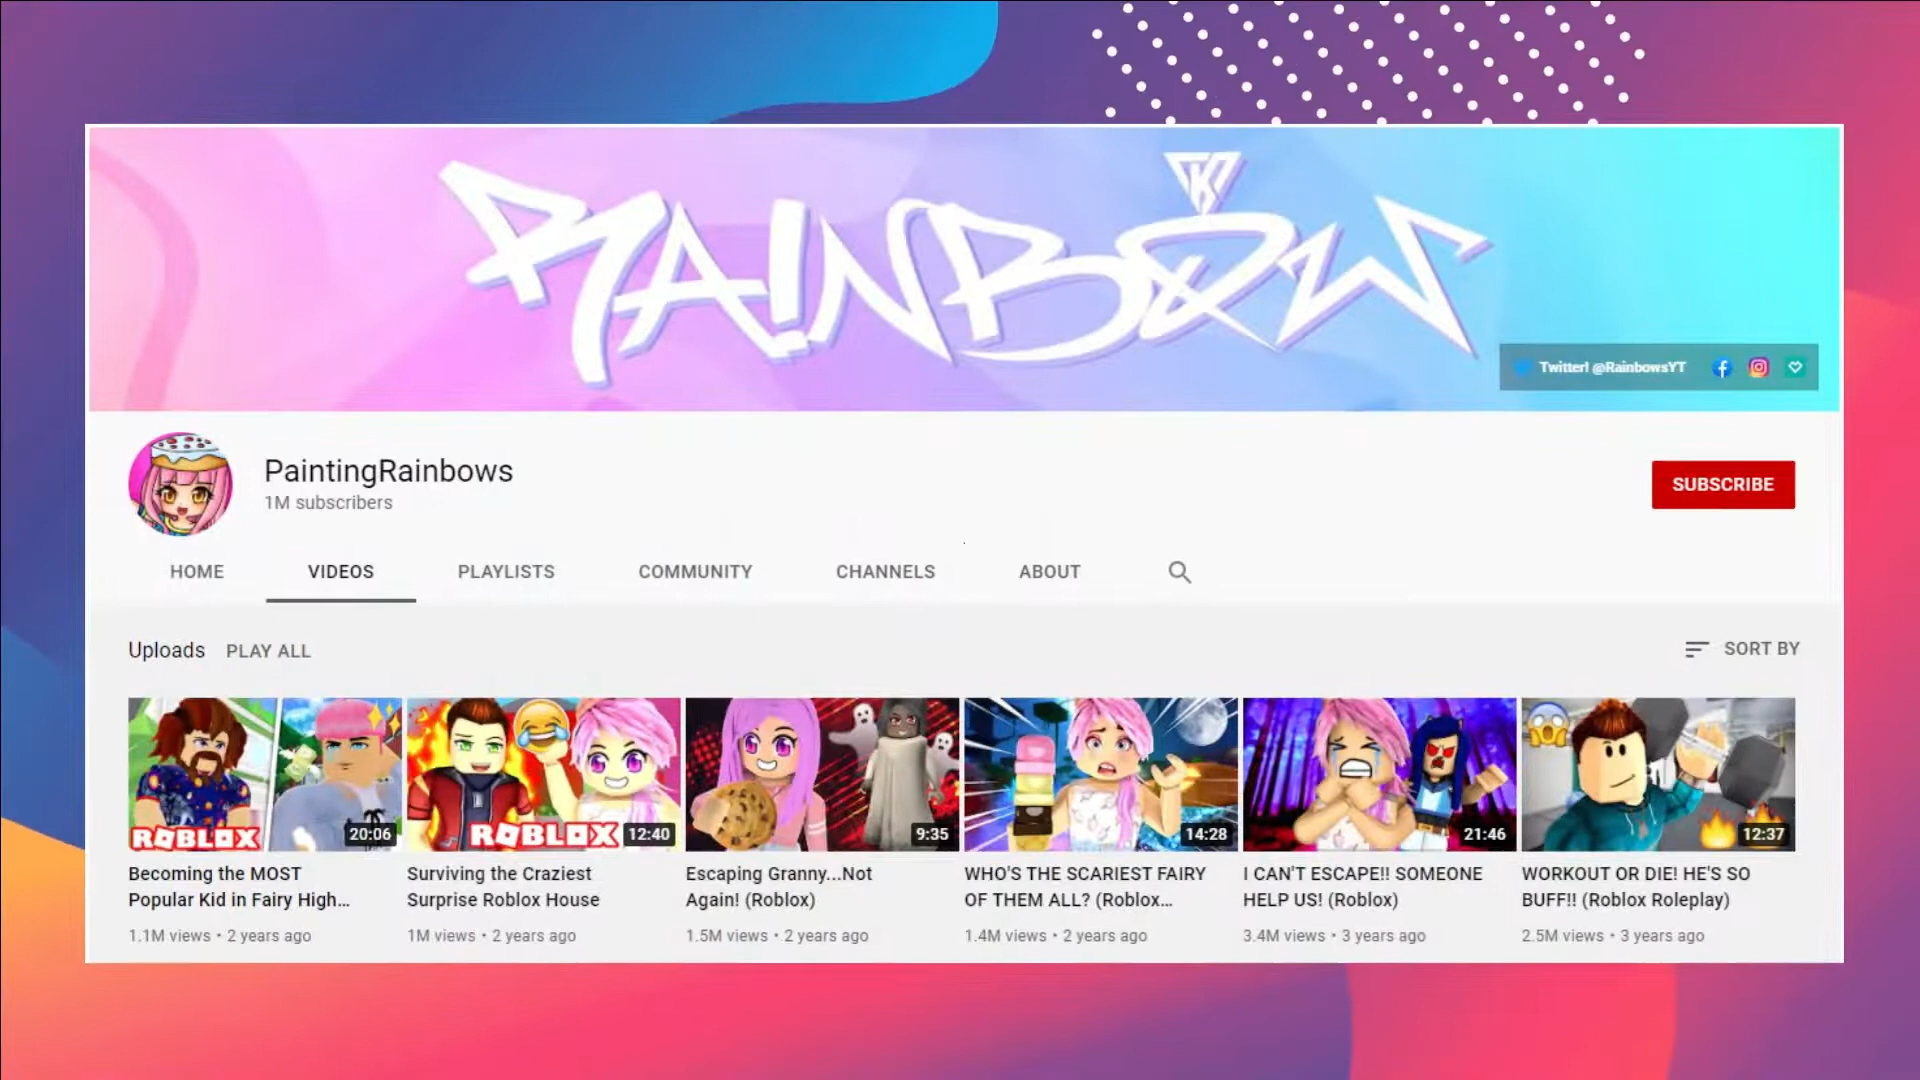 RAINBOW
K
Twitter! @RainbowsYT
PaintingRainbows
1M subscribers
SUBSCRIBE
HOME VIDEOS PLAYLISTS COMMUNITY CHANNELS ABOUT
Uploads PLAY ALL SORT BY
ROBLOX 20:06 ROBLOX 12:40 9:35 14:28 21:46 12:37
Becoming the MOST
Popular Kid in Fairy High...
1.1M views • 2 years ago
Surviving the Craziest
Surprise Roblox House
1M views • 2 years ago
Escaping Granny...Not
Again! (Roblox)
1.5M views • 2 years ago
WHO'S THE SCARIEST FAIRY
OF THEM ALL? (Roblox...
1.4M views • 2 years ago
I CAN'T ESCAPE!! SOMEONE
HELP US! (Roblox)
3.4M views • 3 years ago
WORKOUT OR DIE! HE'S SO
BUFF!! (Roblox Roleplay)
2.5M views • 3 years ago